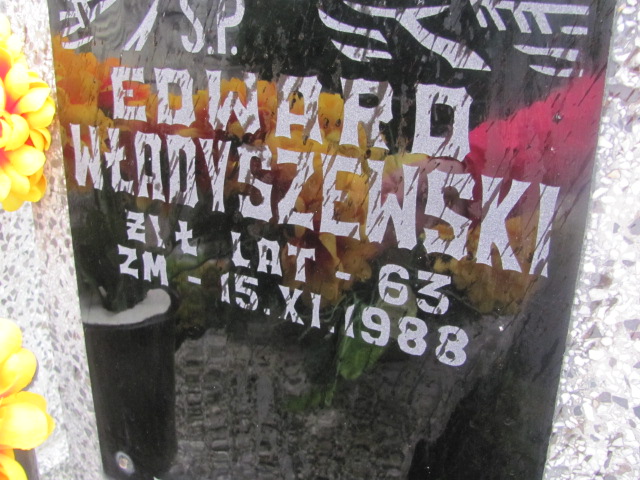 Ś.P.
EDWARD
WŁADYSZEWSKI
ŻYŁ LAT - 63
ZM - 15.XI.1988